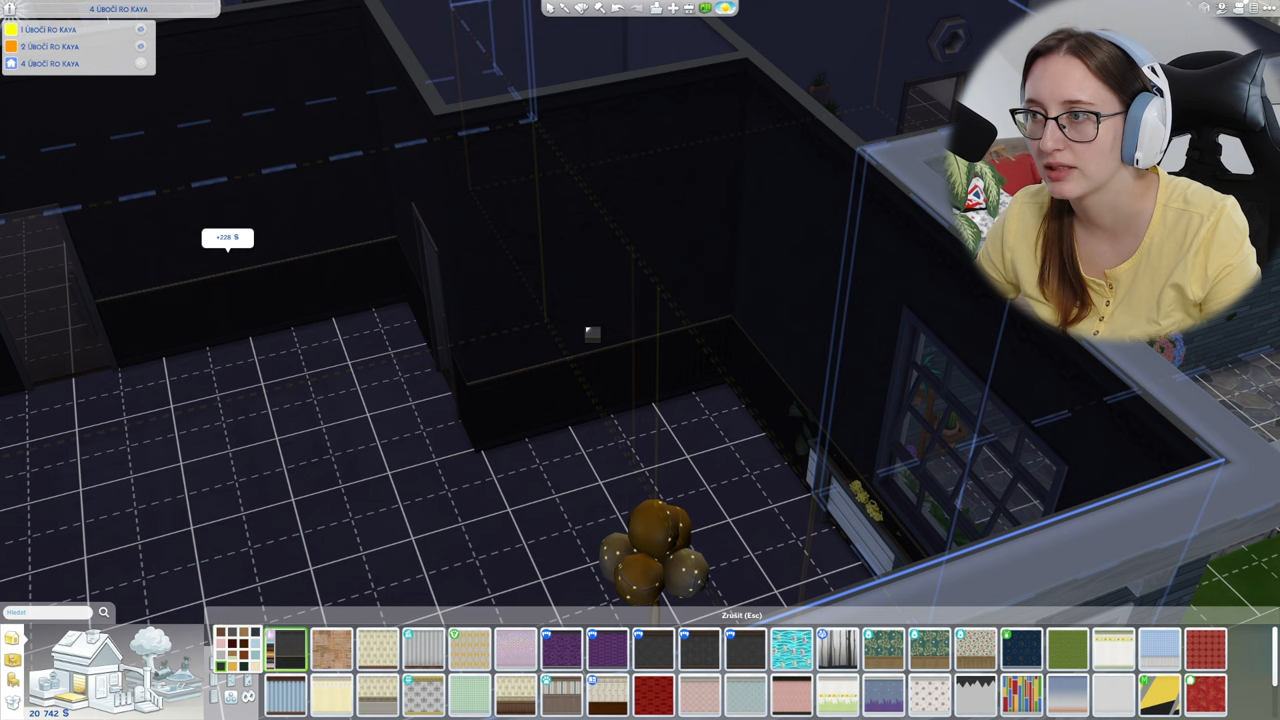 4 Úbočí Ro Kaya
1 Úbočí Ro Kaya
2 Úbočí Ro Kaya
4 Úbočí Ro Kaya
+228 $
Zrušit (Esc)
Hledat
20 742 $